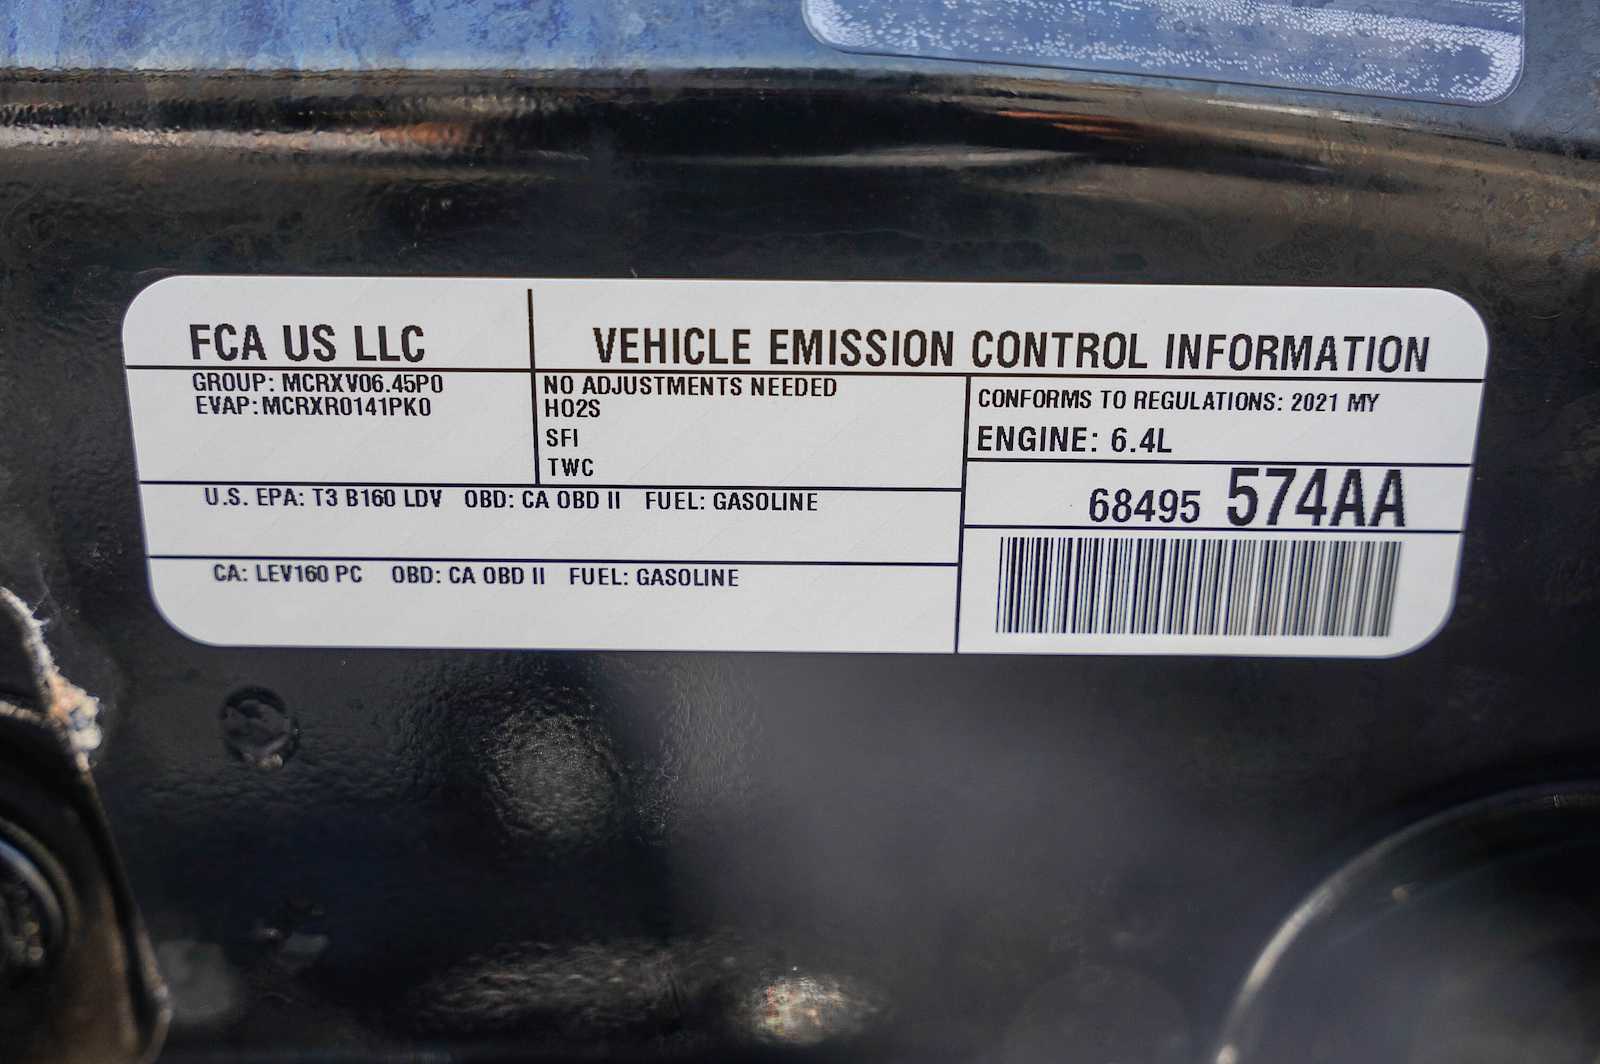 FCA US LLC
VEHICLE EMISSION CONTROL INFORMATION
GROUP: MCRXV06.45P0
EVAP: MCRXR0141PK0
NO ADJUSTMENTS NEEDED
HO2S
SFI
TWC
CONFORMS TO REGULATIONS: 2021 MY
ENGINE: 6.4L
68495 574AA
U.S. EPA: T3 B160 LDV OBD: CA OBD II FUEL: GASOLINE
CA: LEV160 PC OBD: CA OBD II FUEL: GASOLINE